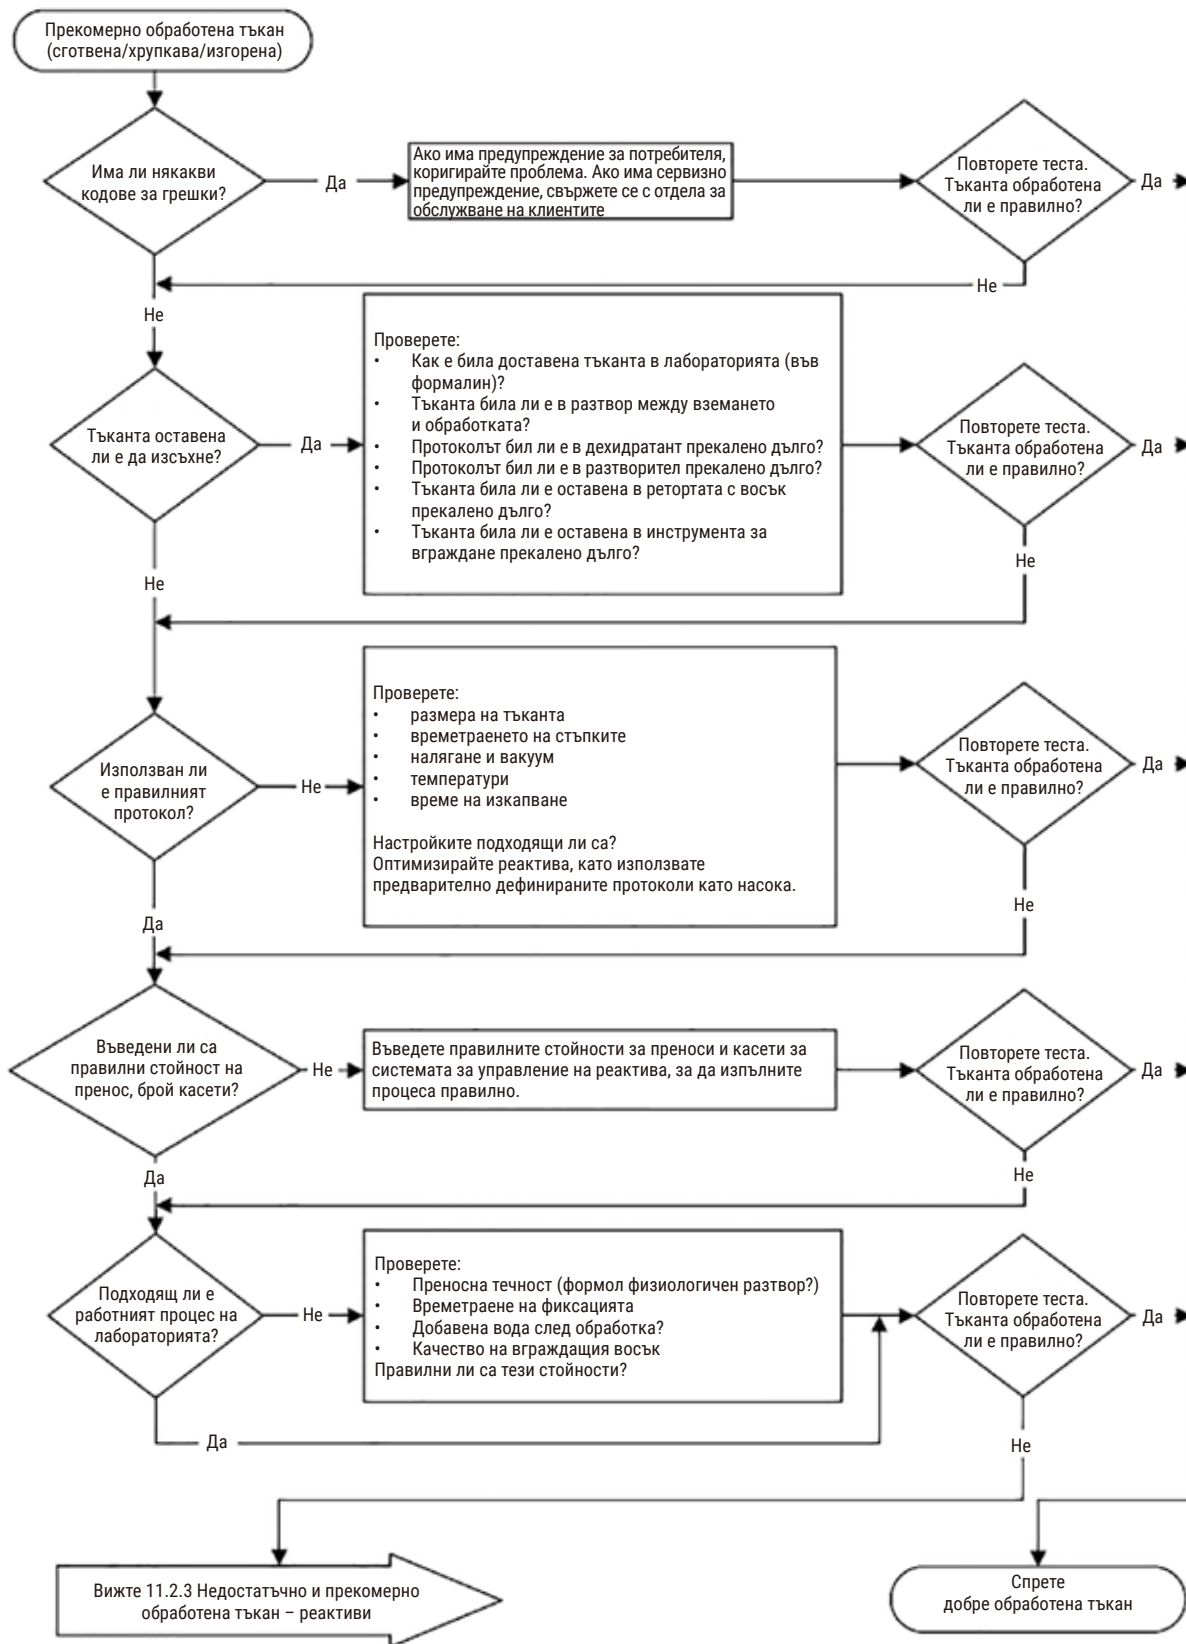 Прекомерно обработена тъкан
(сготвена/хрупкава/изгорена)
Има ли някакви
кодове за грешки?
Да
Ако има предупреждение за потребителя,
коригирайте проблема. Ако има сервизно
предупреждение, свържете се с отдела за
обслужване на клиентите
Повторете теста.
Тъканта обработена
ли е правилно?
Да
Не
Не
Тъканта оставена
ли е да изсъхне?
Да
Проверете:
• Как е била доставена тъканта в лабораторията (във
формалин)?
• Тъканта била ли е в разтвор между вземането
и обработката?
• Протоколът бил ли е в дехидратант прекалено дълго?
• Протоколът бил ли е в разтворител прекалено дълго?
• Тъканта била ли е оставена в ретортата с восък
прекалено дълго?
• Тъканта била ли е оставена в инструмента за
вграждане прекалено дълго?
Повторете теста.
Тъканта обработена
ли е правилно?
Да
Не
Не
Използван ли
е правилният
протокол?
Не
Проверете:
• размера на тъканта
• времетраенето на стъпките
• налягане и вакуум
• температури
• време на изкапване
Настройките подходящи ли са?
Оптимизирайте реактива, като използвате
предварително дефинираните протоколи като насока.
Повторете теста.
Тъканта обработена
ли е правилно?
Да
Не
Да
Въведени ли са
правилни стойност на
пренос, брой касети?
Не
Въведете правилните стойности за преноси и касети за
системата за управление на реактива, за да изпълните
процеса правилно.
Повторете теста.
Тъканта обработена
ли е правилно?
Да
Не
Да
Подходящ ли е
работният процес на
лабораторията?
Не
Проверете:
• Преносна течност (формол физиологичен разтвор?)
• Времетраене на фиксацията
• Добавена вода след обработка?
• Качество на вграждащия восък
Правилни ли са тези стойности?
Повторете теста.
Тъканта обработена
ли е правилно?
Да
Да
Не
Вижте 11.2.3 Недостатъчно и прекомерно
обработена тъкан – реактиви
Спрете
добре обработена тъкан